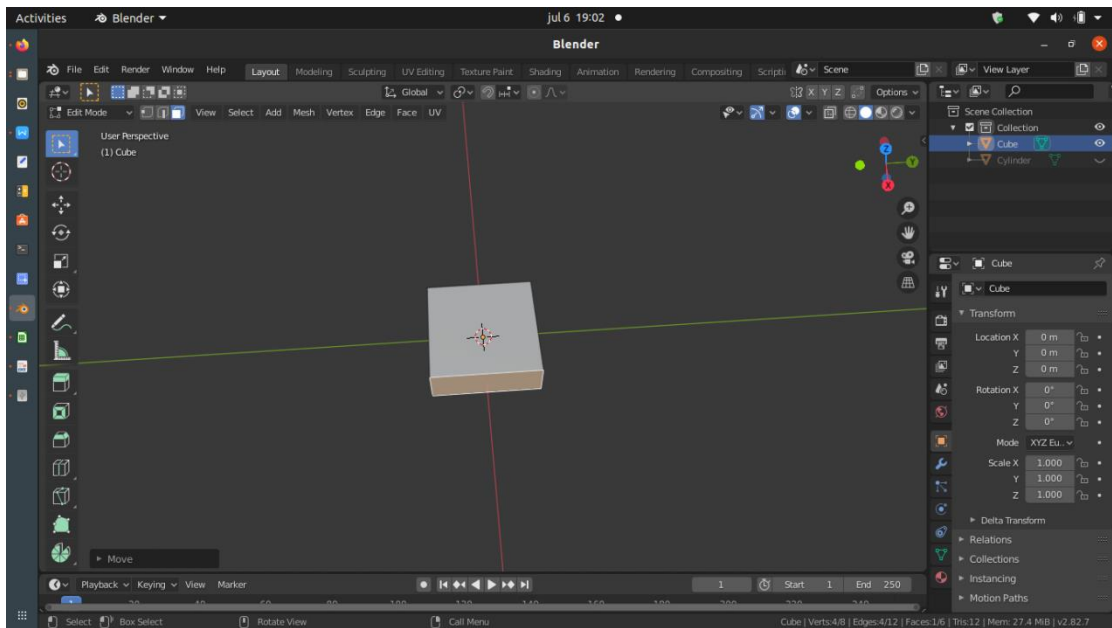 Activities Blender jul 6 19:02
Blender
File Edit Render Window Help Layout Modeling Sculpting UV Editing Texture Paint Shading Animation Rendering Compositing Scripti Scene View Layer
Global X Y Z Options
Edit Mode View Select Add Mesh Vertex Edge Face UV
User Perspective
(1) Cube
Z
Y
X
Scene Collection
Collection
Cube
Cylinder
Cube
Cube
Transform
Location X 0 m
Y 0 m
Z 0 m
Rotation X 0°
Y 0°
Z 0°
Mode XYZ Eu..
Scale X 1.000
Y 1.000
Z 1.000
Delta Transform
Relations
Collections
Instancing
Motion Paths
Move
Playback Keying View Marker 1 Start 1 End 250
Select Box Select Rotate View Call Menu Cube | Verts:4/8 | Edges:4/12 | Faces:1/6 | Tris:12 | Mem: 27.4 MiB | v2.82.7